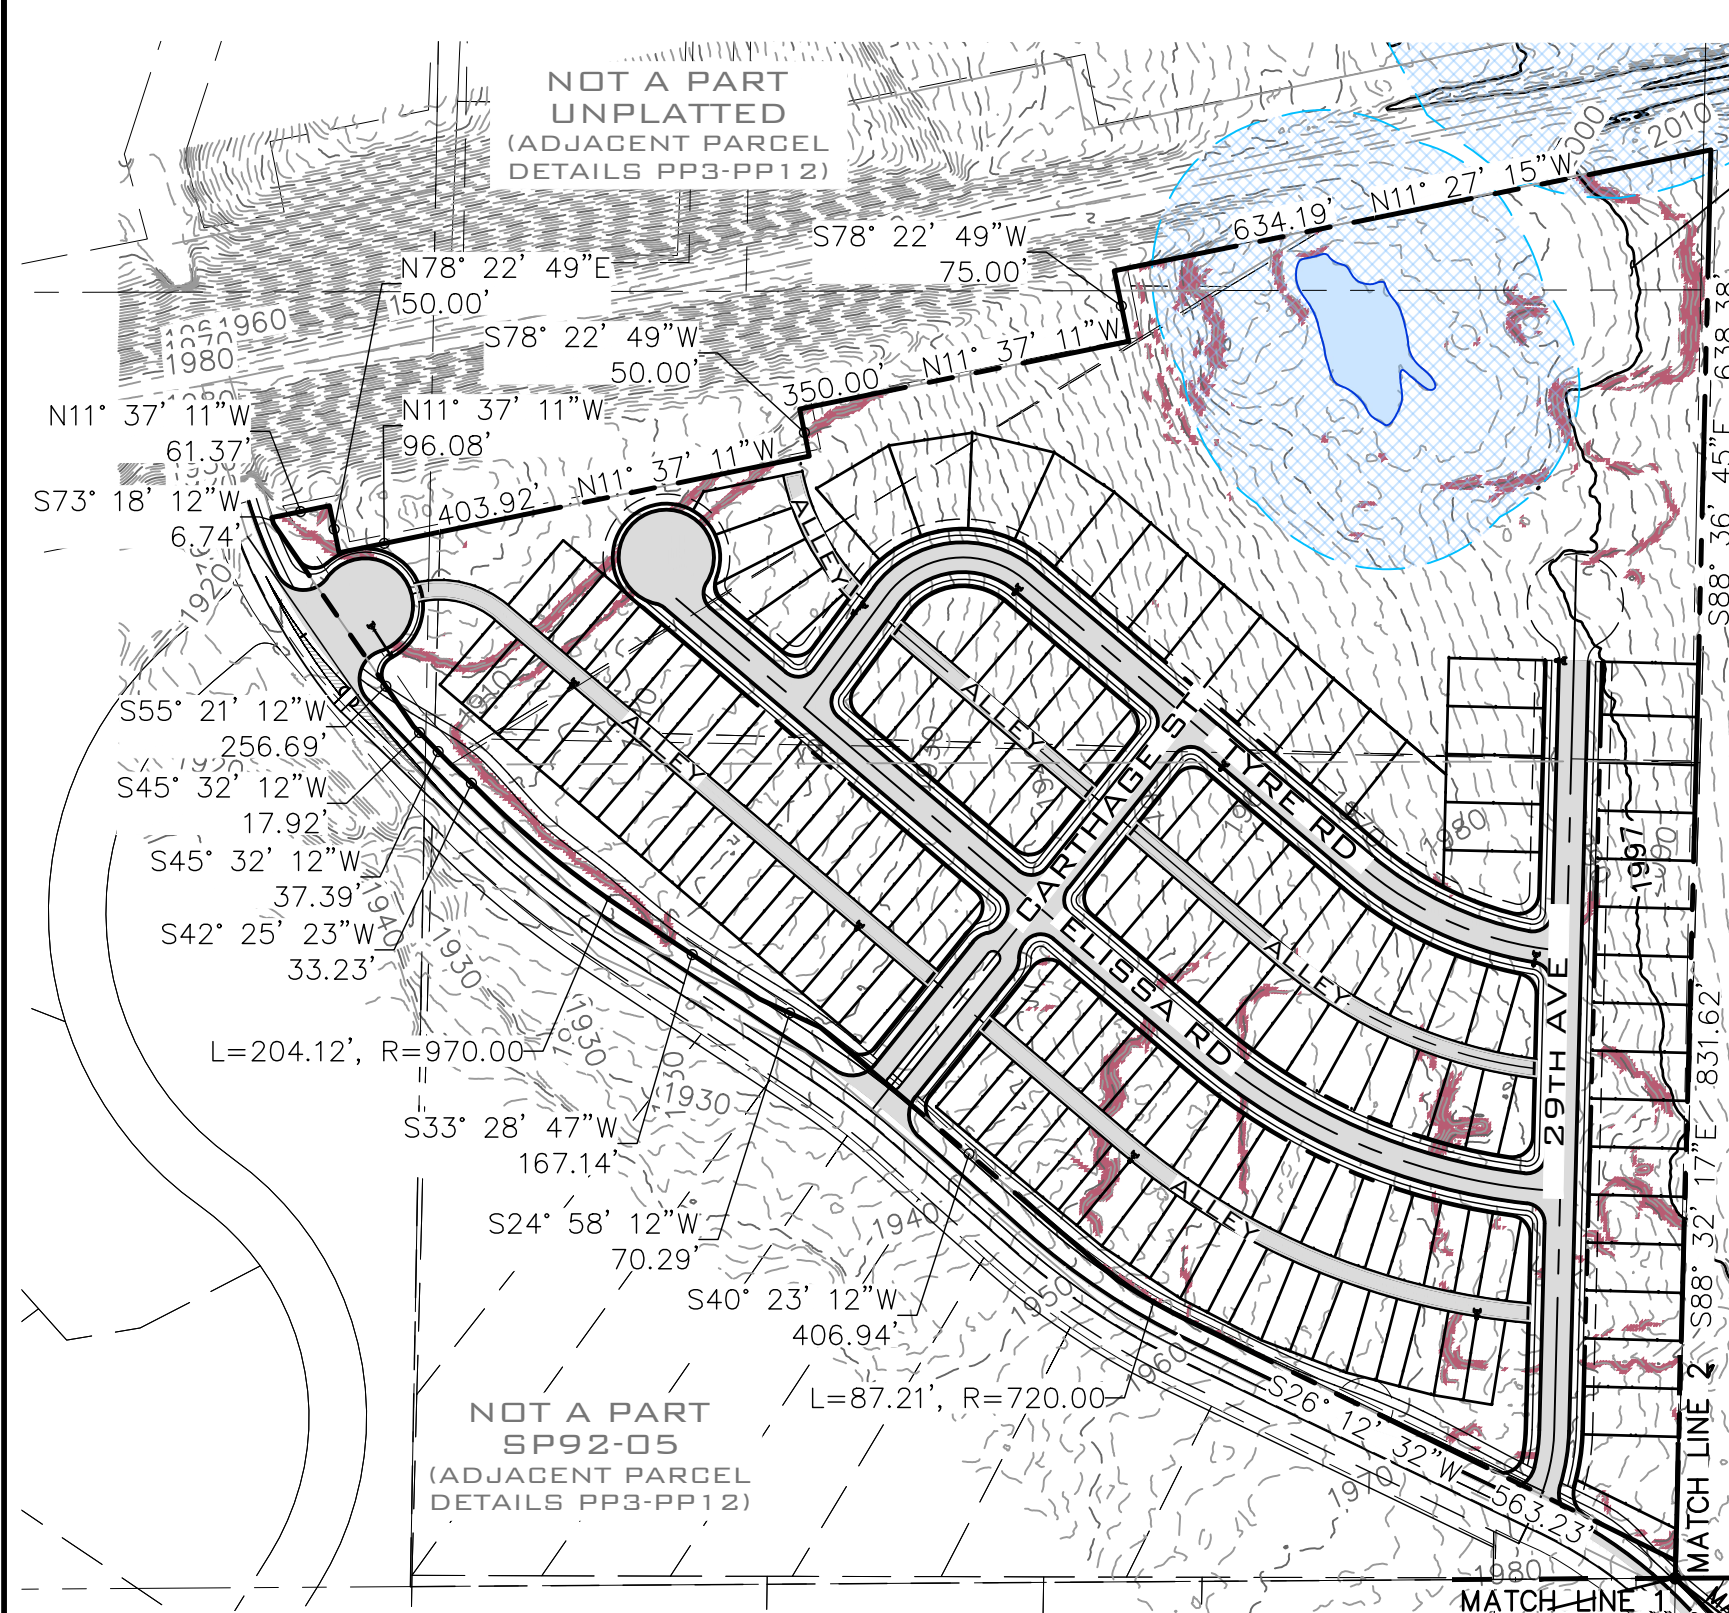 NOT A PART
UNPLATTED
(ADJACENT PARCEL
DETAILS PP3-PP12)
2010
N11° 27' 15"W
634.19'
S78° 22' 49"W
75.00'
N78° 22' 49"E
50.00'
1960
1970
1980
S78° 22' 49"W
50.00'
N11° 37' 11"W
350.00'
N11° 37' 11"W
61.37'
N11° 37' 11"W
96.08'
N11° 37' 11"W
403.92'
S73° 18' 12"W
6.74'
S88° 36' 45"E 638.38'
ALLEY
1920
1910
S55° 21' 12"W
256.69'
ALLEY
ALLEY
CARTHAGE S
TYRE RD
S45° 32' 12"W
17.92'
1980
1997
S45° 32' 12"W
37.39'
1940
S42° 25' 23"W
33.23'
1930
ELISSA RD
ALLEY
29TH AVE
1930
L=204.12', R=970.00
1930
S33° 28' 47"W
167.14'
S88° 32' 17"E 831.62'
S24° 58' 12"W
70.29'
1940
ALLEY
S40° 23' 12"W
406.94'
1950
1960
L=87.21', R=720.00
S26° 12' 32"W
563.23'
NOT A PART
SP92-05
(ADJACENT PARCEL
DETAILS PP3-PP12)
1970
1980
MATCH LINE 2
MATCH LINE 1